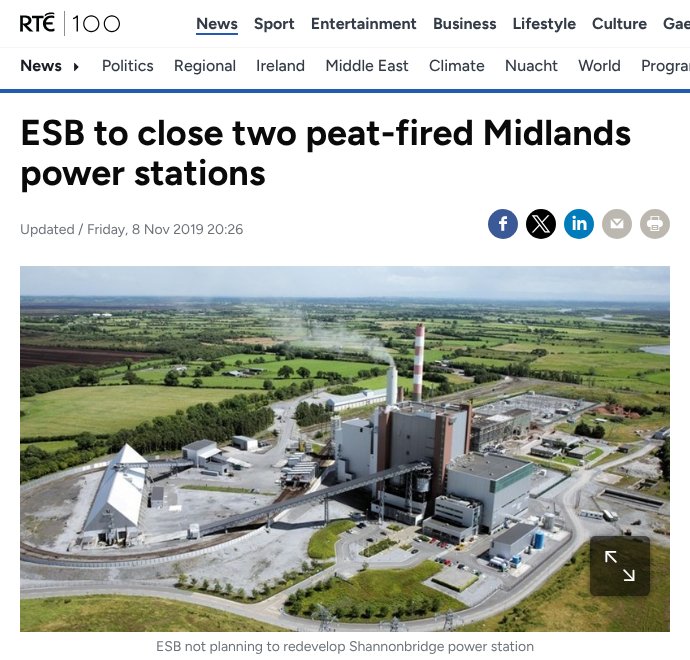 RTÉ 100
News Sport Entertainment Business Lifestyle Culture Gae
News Politics Regional Ireland Middle East Climate Nuacht World Progra
ESB to close two peat-fired Midlands
power stations
Updated / Friday, 8 Nov 2019 20:26
ESB not planning to redevelop Shannonbridge power station